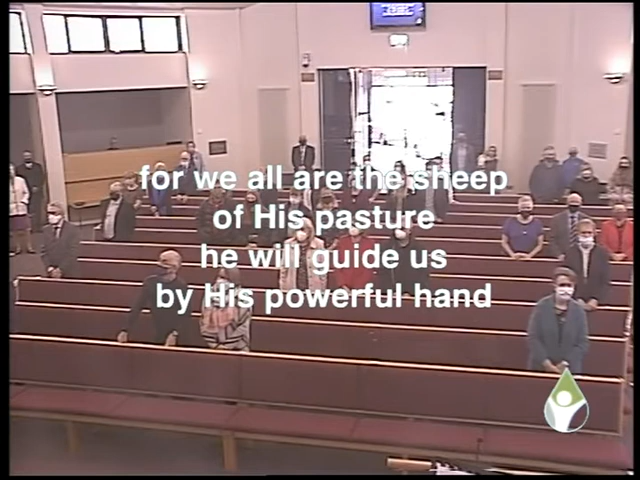 for we all are the sheep
of His pasture
he will guide us
by His powerful hand